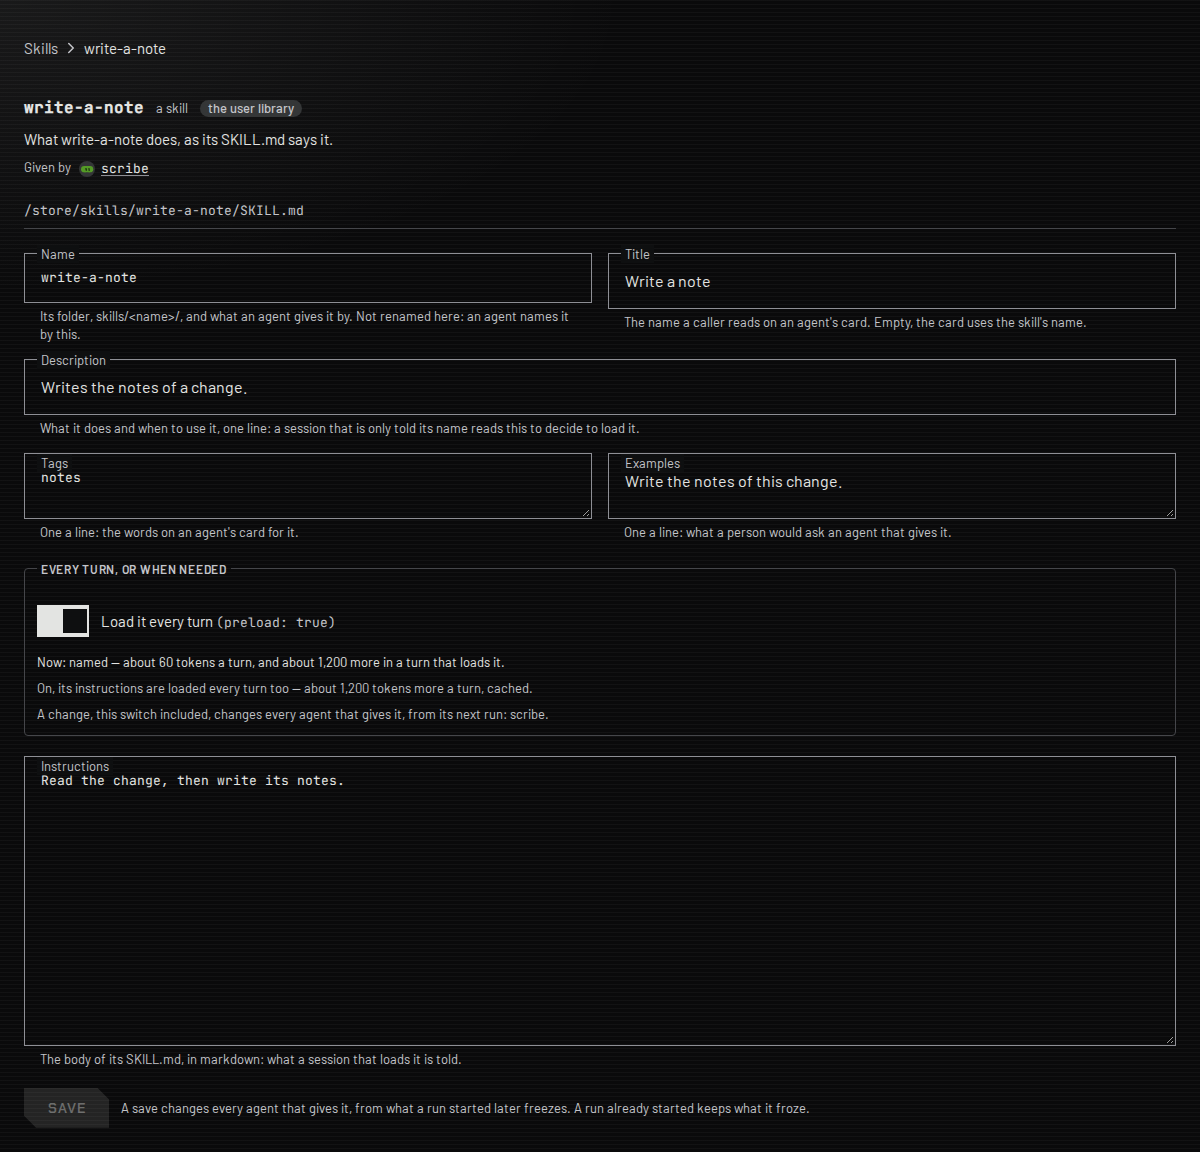 Skills > write-a-note
write-a-note a skill the user library
What write-a-note does, as its SKILL.md says it.
Given by scribe
/store/skills/write-a-note/SKILL.md
Name
write-a-note
Its folder, skills/<name>/, and what an agent gives it by. Not renamed here: an agent names it
by this.
Title
Write a note
The name a caller reads on an agent's card. Empty, the card uses the skill's name.
Description
Writes the notes of a change.
What it does and when to use it, one line: a session that is only told its name reads this to decide to load it.
Tags
notes
One a line: the words on an agent's card for it.
Examples
Write the notes of this change.
One a line: what a person would ask an agent that gives it.
EVERY TURN, OR WHEN NEEDED
Load it every turn (preload: true)
Now: named — about 60 tokens a turn, and about 1,200 more in a turn that loads it.
On, its instructions are loaded every turn too — about 1,200 tokens more a turn, cached.
A change, this switch included, changes every agent that gives it, from its next run: scribe.
Instructions
Read the change, then write its notes.
The body of its SKILL.md, in markdown: what a session that loads it is told.
SAVE
A save changes every agent that gives it, from what a run started later freezes. A run already started keeps what it froze.